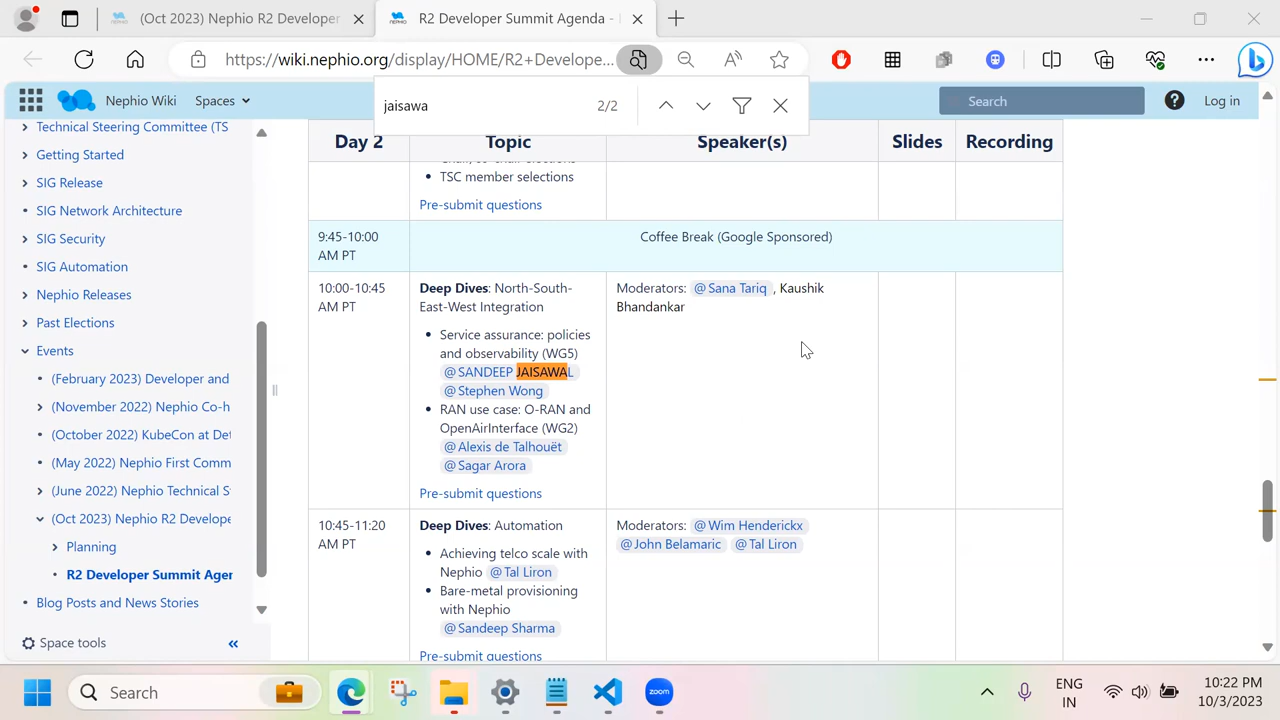 (Oct 2023) Nephio R2 Developer
R2 Developer Summit Agenda -
https://wiki.nephio.org/display/HOME/R2+Develope...
jaisawa
2/2
Nephio Wiki
Spaces
Search
Log in
Technical Steering Committee (TS
Getting Started
SIG Release
SIG Network Architecture
SIG Security
SIG Automation
Nephio Releases
Past Elections
Events
(February 2023) Developer and
(November 2022) Nephio Co-h
(October 2022) KubeCon at Det
(May 2022) Nephio First Comm
(June 2022) Nephio Technical S
(Oct 2023) Nephio R2 Develope
Planning
R2 Developer Summit Agen
Blog Posts and News Stories
Space tools
Day 2
Topic
Speaker(s)
Slides
Recording
TSC member selections
Pre-submit questions
9:45-10:00
AM PT
Coffee Break (Google Sponsored)
10:00-10:45
AM PT
Deep Dives: North-South-
East-West Integration
Service assurance: policies
and observability (WG5)
@SANDEEP JAISAWAL
@Stephen Wong
RAN use case: O-RAN and
OpenAirInterface (WG2)
@Alexis de Talhouët
@Sagar Arora
Pre-submit questions
Moderators: @Sana Tariq , Kaushik
Bhandankar
10:45-11:20
AM PT
Deep Dives: Automation
Achieving telco scale with
Nephio @Tal Liron
Bare-metal provisioning
with Nephio
@Sandeep Sharma
Pre-submit questions
Moderators: @Wim Henderickx
@John Belamaric @Tal Liron
Search
zoom
ENG
IN
10:22 PM
10/3/2023